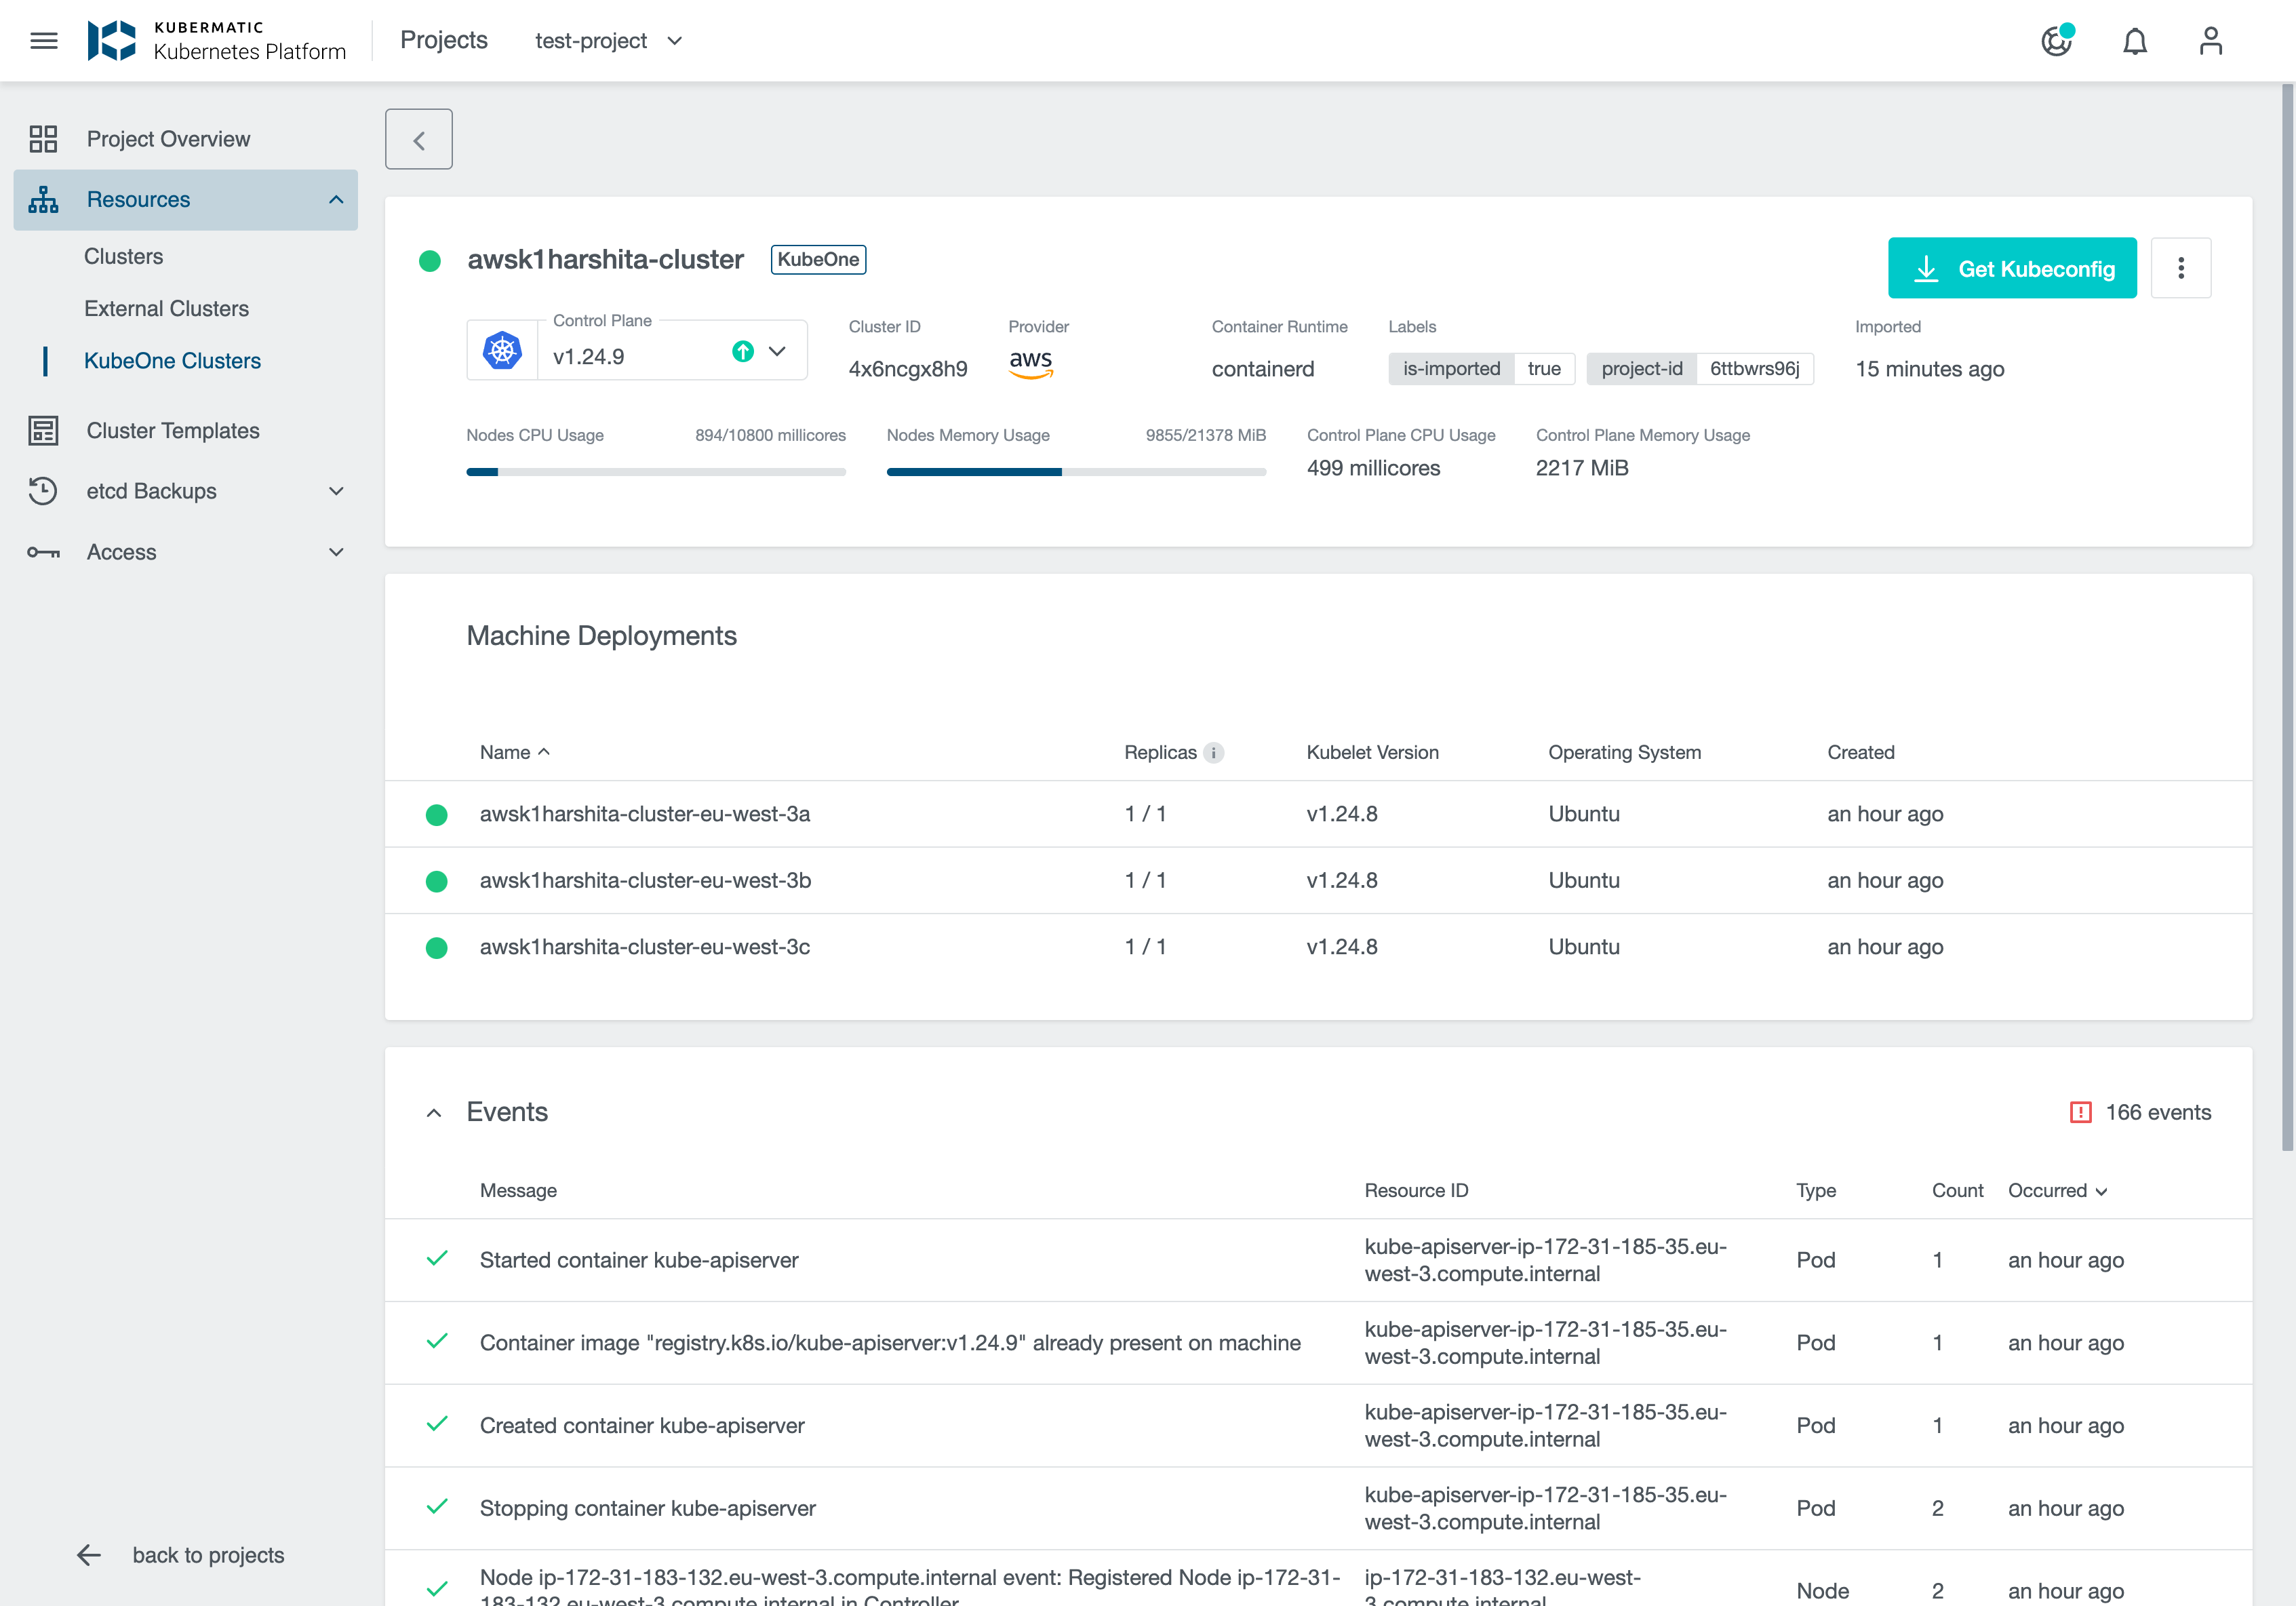 KUBERMATIC
Kubernetes Platform
Projects
test-project
Project Overview
Resources
Clusters
External Clusters
KubeOne Clusters
Cluster Templates
etcd Backups
Access
back to projects
awsk1harshita-cluster KubeOne
Get Kubeconfig
Control Plane
v1.24.9
Cluster ID
4x6ncgx8h9
Provider
aws
Container Runtime
containerd
Labels
is-imported true project-id 6ttbwrs96j
Imported
15 minutes ago
Nodes CPU Usage 894/10800 millicores
Nodes Memory Usage 9855/21378 MiB
Control Plane CPU Usage
499 millicores
Control Plane Memory Usage
2217 MiB
Machine Deployments
Name Replicas Kubelet Version Operating System Created
awsk1harshita-cluster-eu-west-3a 1 / 1 v1.24.8 Ubuntu an hour ago
awsk1harshita-cluster-eu-west-3b 1 / 1 v1.24.8 Ubuntu an hour ago
awsk1harshita-cluster-eu-west-3c 1 / 1 v1.24.8 Ubuntu an hour ago
Events
166 events
Message Resource ID Type Count Occurred
Started container kube-apiserver
kube-apiserver-ip-172-31-185-35.eu-
west-3.compute.internal
Pod 1 an hour ago
Container image "registry.k8s.io/kube-apiserver:v1.24.9" already present on machine
kube-apiserver-ip-172-31-185-35.eu-
west-3.compute.internal
Pod 1 an hour ago
Created container kube-apiserver
kube-apiserver-ip-172-31-185-35.eu-
west-3.compute.internal
Pod 1 an hour ago
Stopping container kube-apiserver
kube-apiserver-ip-172-31-185-35.eu-
west-3.compute.internal
Pod 2 an hour ago
Node ip-172-31-183-132.eu-west-3.compute.internal event: Registered Node ip-172-31-
183-132.eu-west-3.compute.internal in Controller
ip-172-31-183-132.eu-west-
3.compute.internal
Node 2 an hour ago